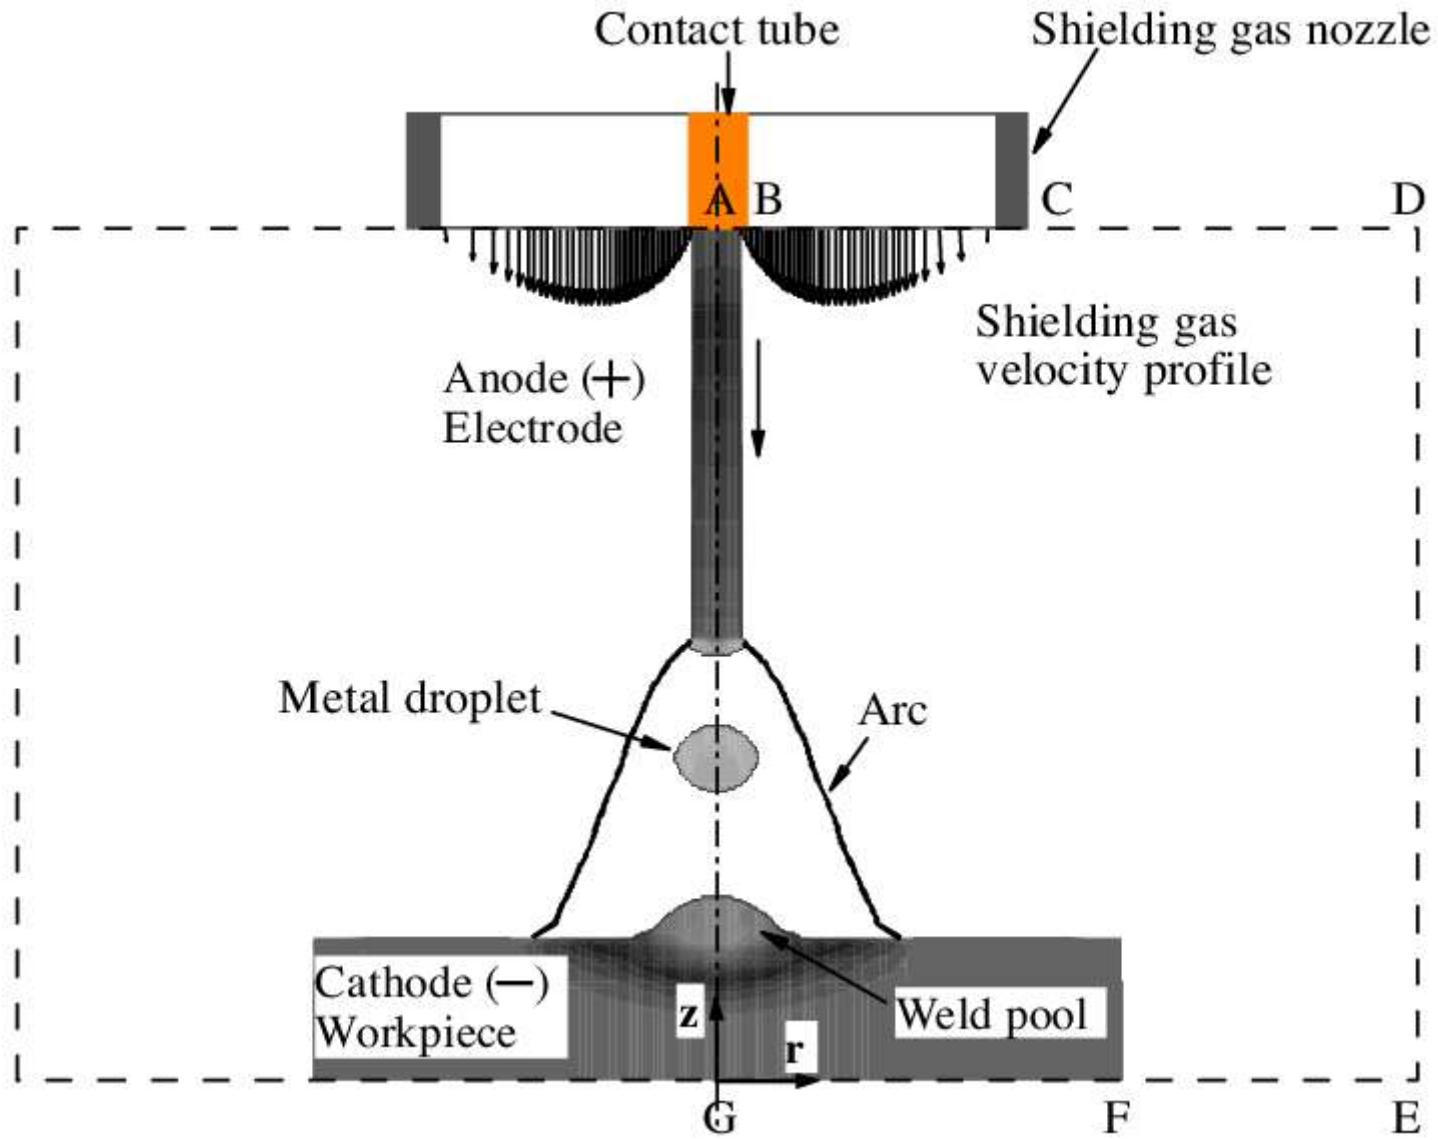 Contact tube
Shielding gas nozzle
A B
C
D
Shielding gas
velocity profile
Anode (+)
Electrode
Metal droplet
Arc
Cathode (—)
Workpiece
z
r
Weld pool
G
F
E